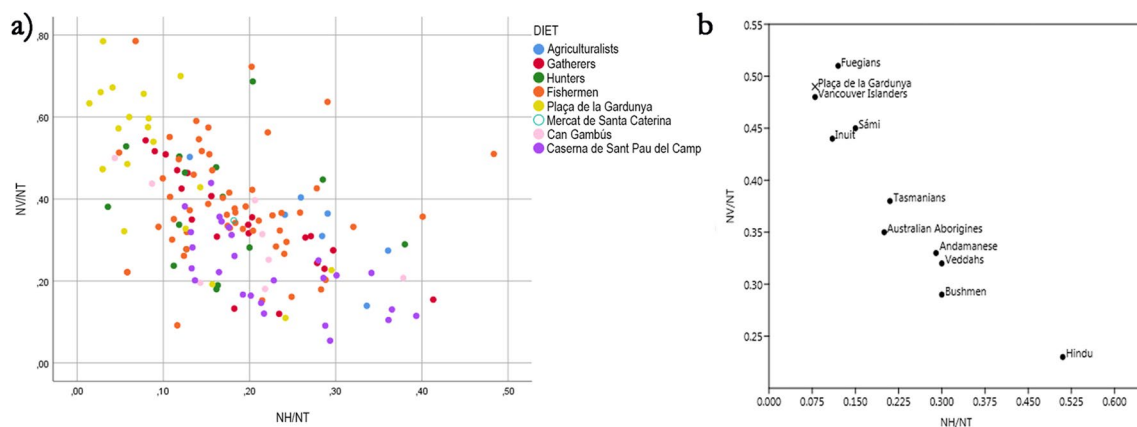 a)
DIET
Agriculturalists
Gatherers
Hunters
Fishermen
Plaça de la Gardunya
Mercat de Santa Caterina
Can Gambús
Caserna de Sant Pau del Camp
NV/NT
,80
,60
,40
,20
,00
,00 ,10 ,20 ,30 ,40 ,50
NH/NT
b
NV/NT
0.55
0.50
0.45
0.40
0.35
0.30
0.25
Fuegians
Plaça de la Gardunya
Vancouver Islanders
Sámi
Inuit
Tasmanians
Australian Aborigines
Andamanese
Veddahs
Bushmen
Hindu
0.000 0.075 0.150 0.225 0.300 0.375 0.450 0.525 0.600
NH/NT